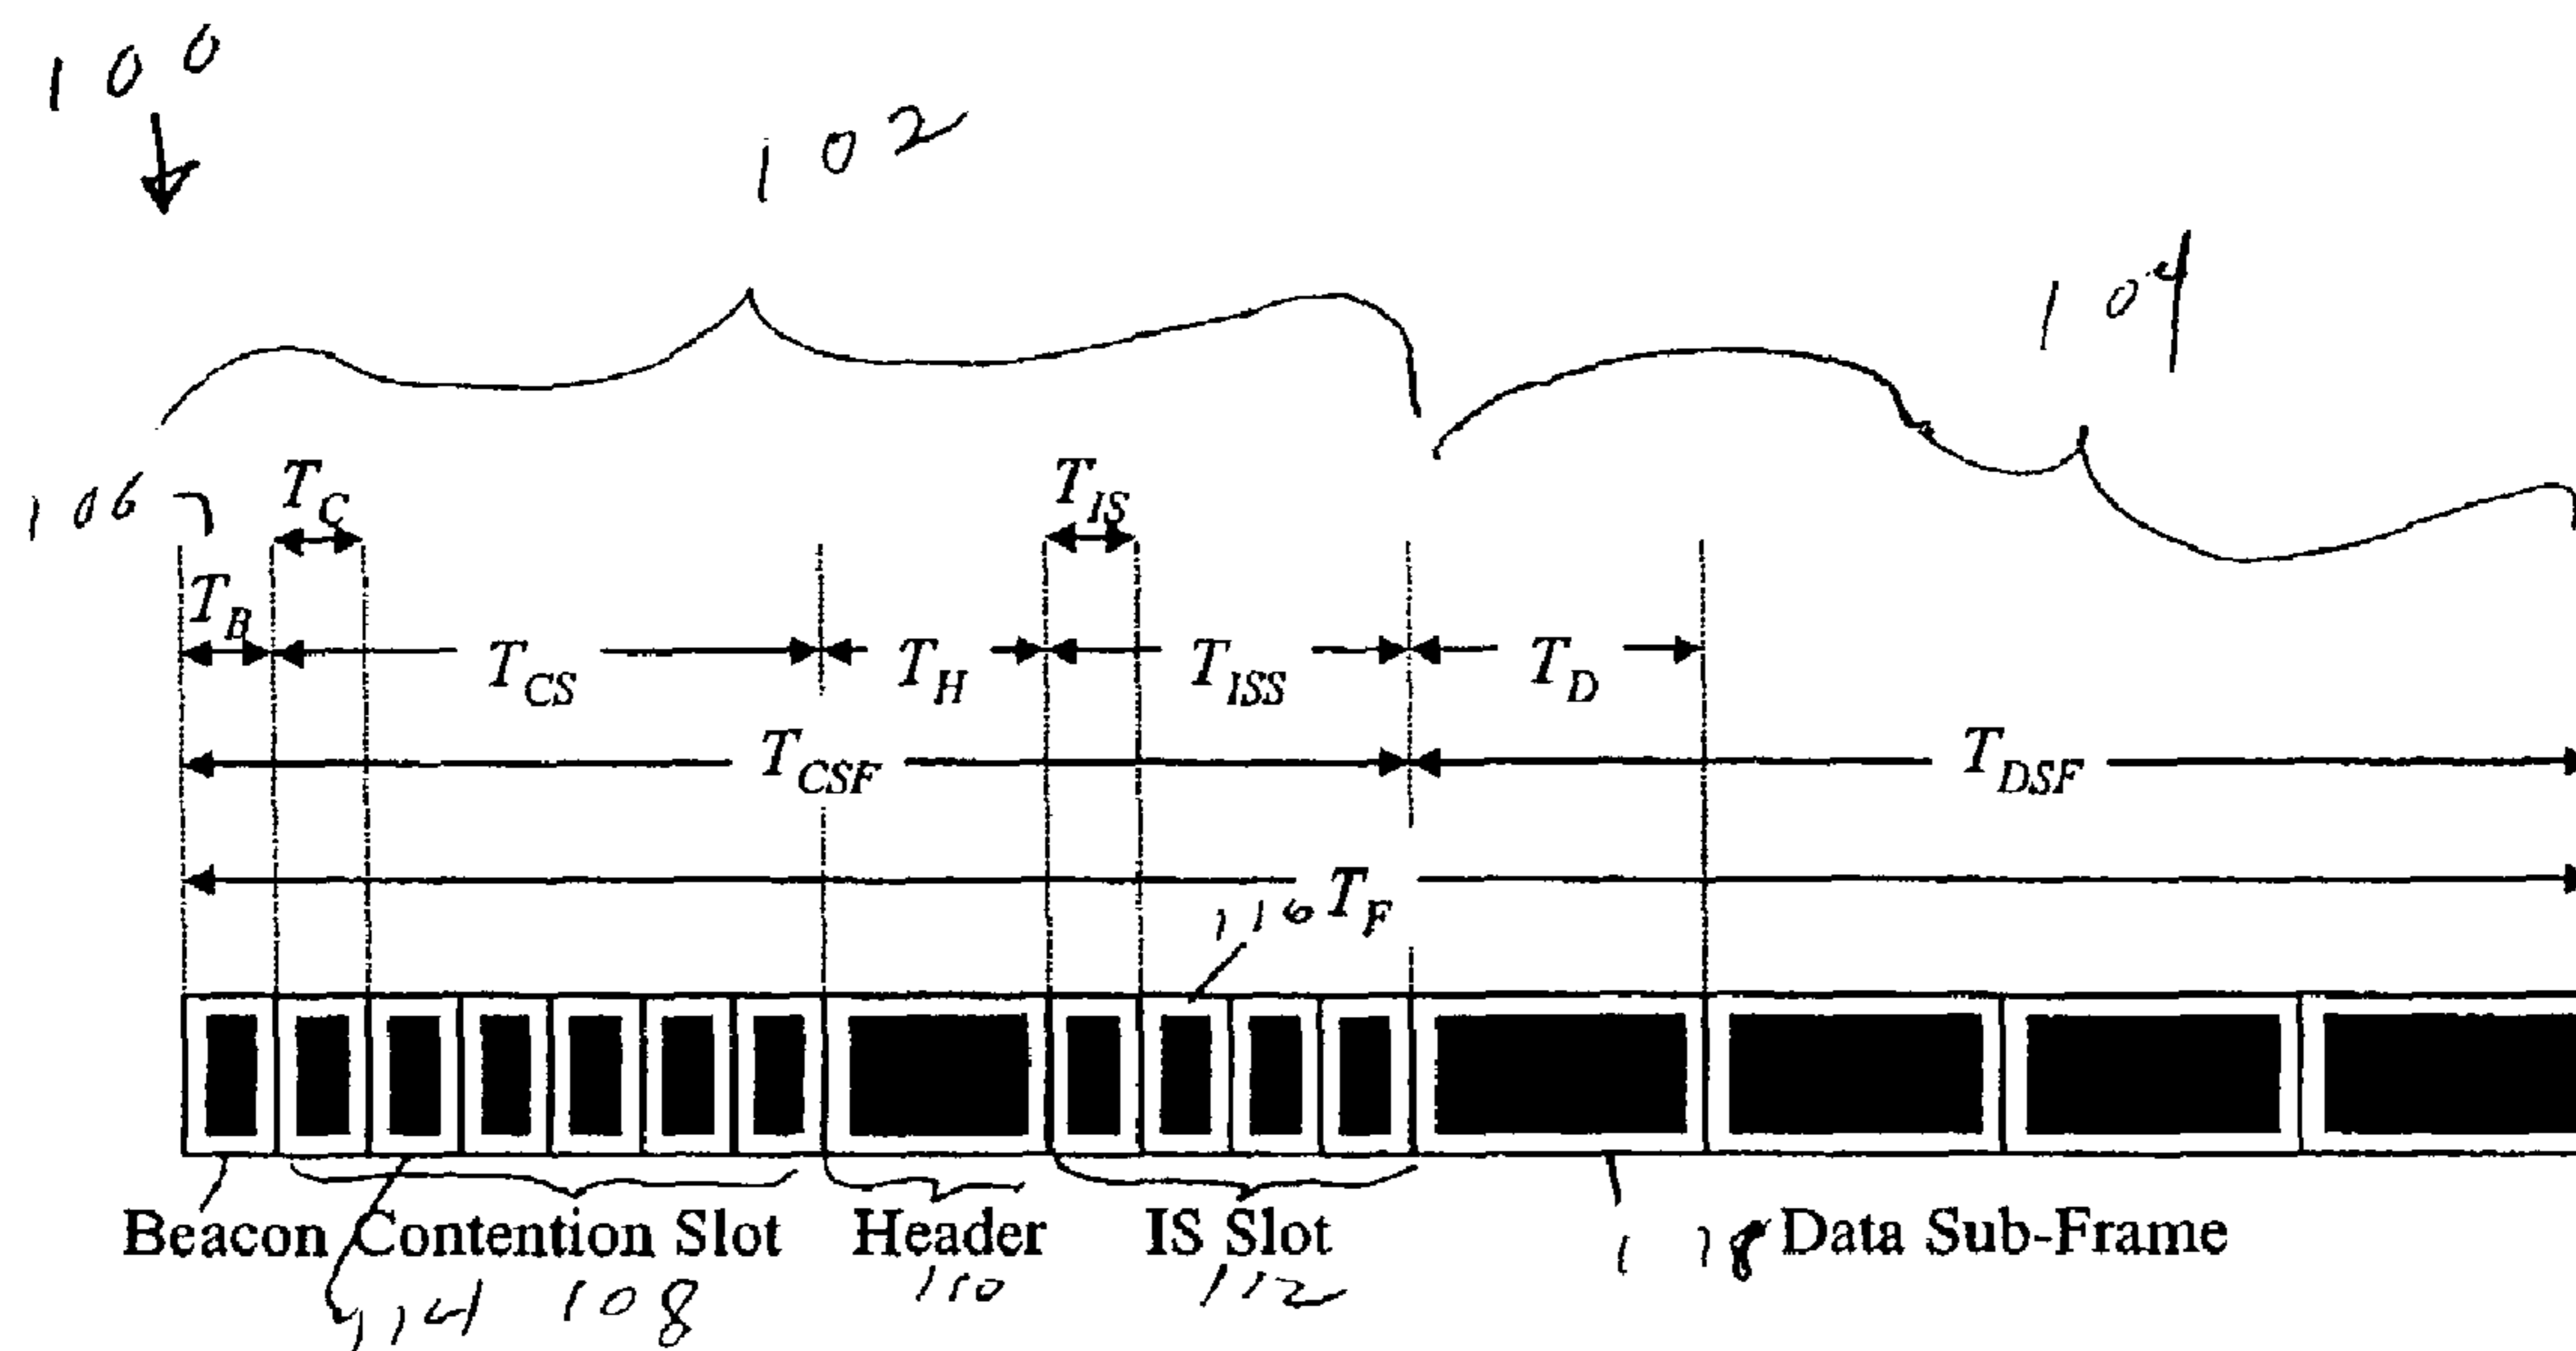 100
102
104
106
T_C
T_IS
T_B
T_CS
T_H
T_ISS
T_D
T_CSF
T_DSF
T_F
116
Beacon Contention Slot Header IS Slot 118 Data Sub-Frame
114 108 110 112